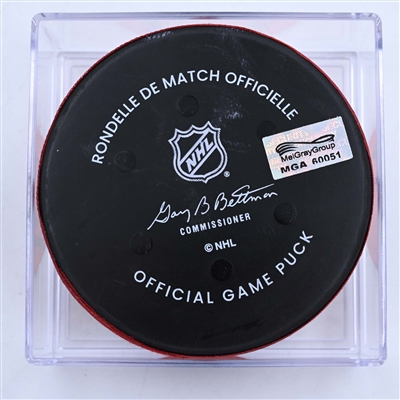 RONDELLE DE MATCH OFFICIELLE
NHL
®
MeiGrayGroup
MGA 60051
Gary B Bettman
COMMISSIONER
© NHL
OFFICIAL GAME PUCK